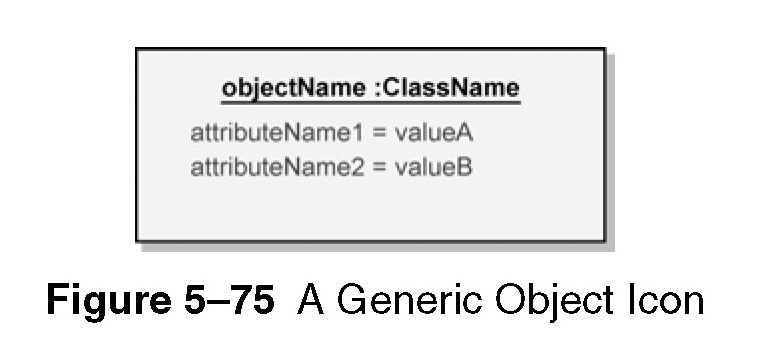 objectName :ClassName
attributeName1 = valueA
attributeName2 = valueB
Figure 5–75 A Generic Object Icon